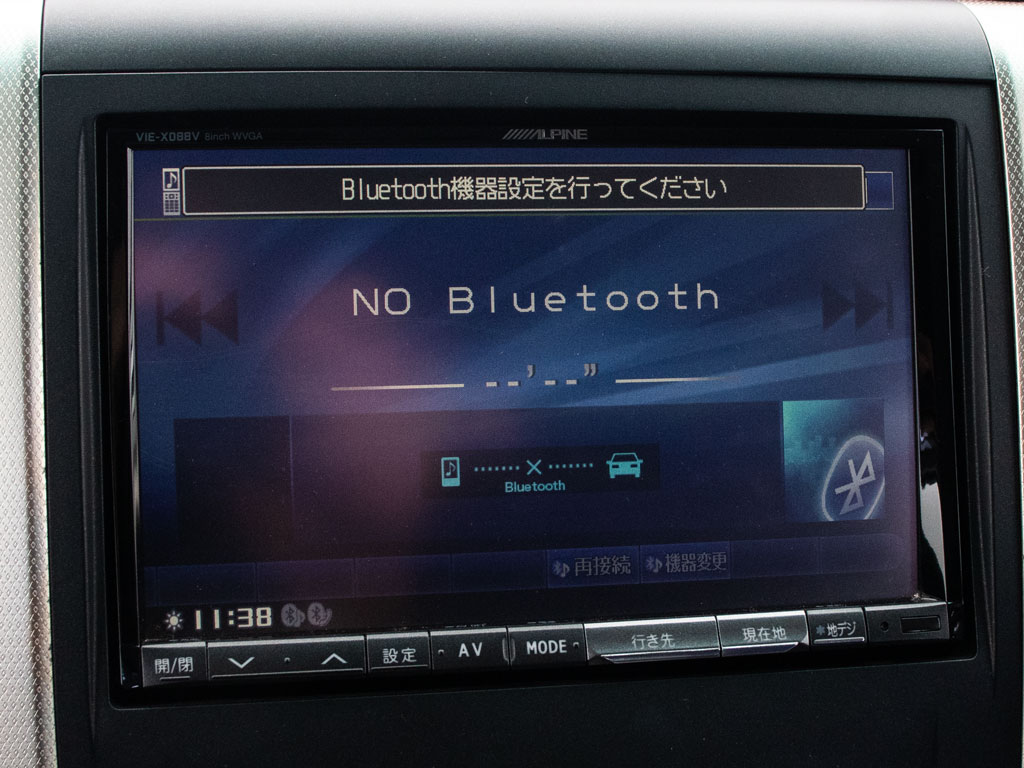 VIE-X088V 8inch WVGA
ALPINE
Bluetooth機器設定を行ってください
NO Bluetooth
--'--"
Bluetooth
再接続 機器変更
11:38
開/閉 設定 AV MODE 行き先 現在地 *地デジ